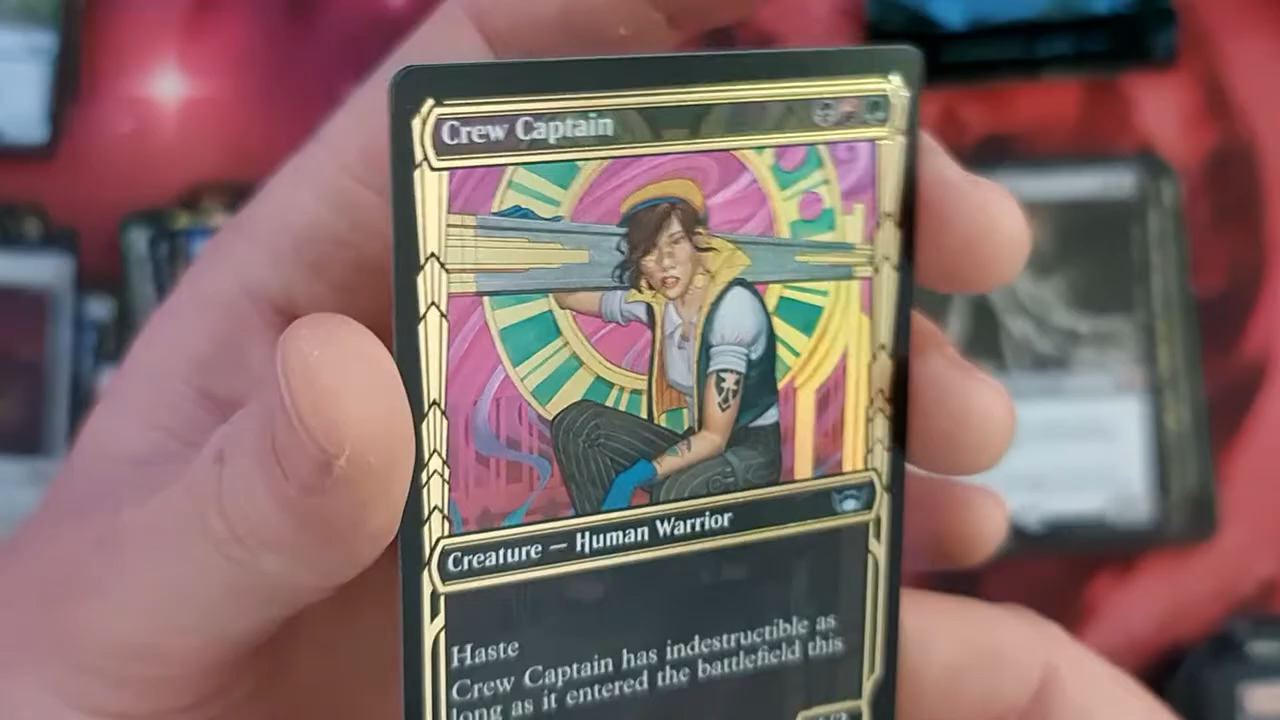 Crew Captain
Creature — Human Warrior
Haste
Crew Captain has indestructible as
long as it entered the battlefield this